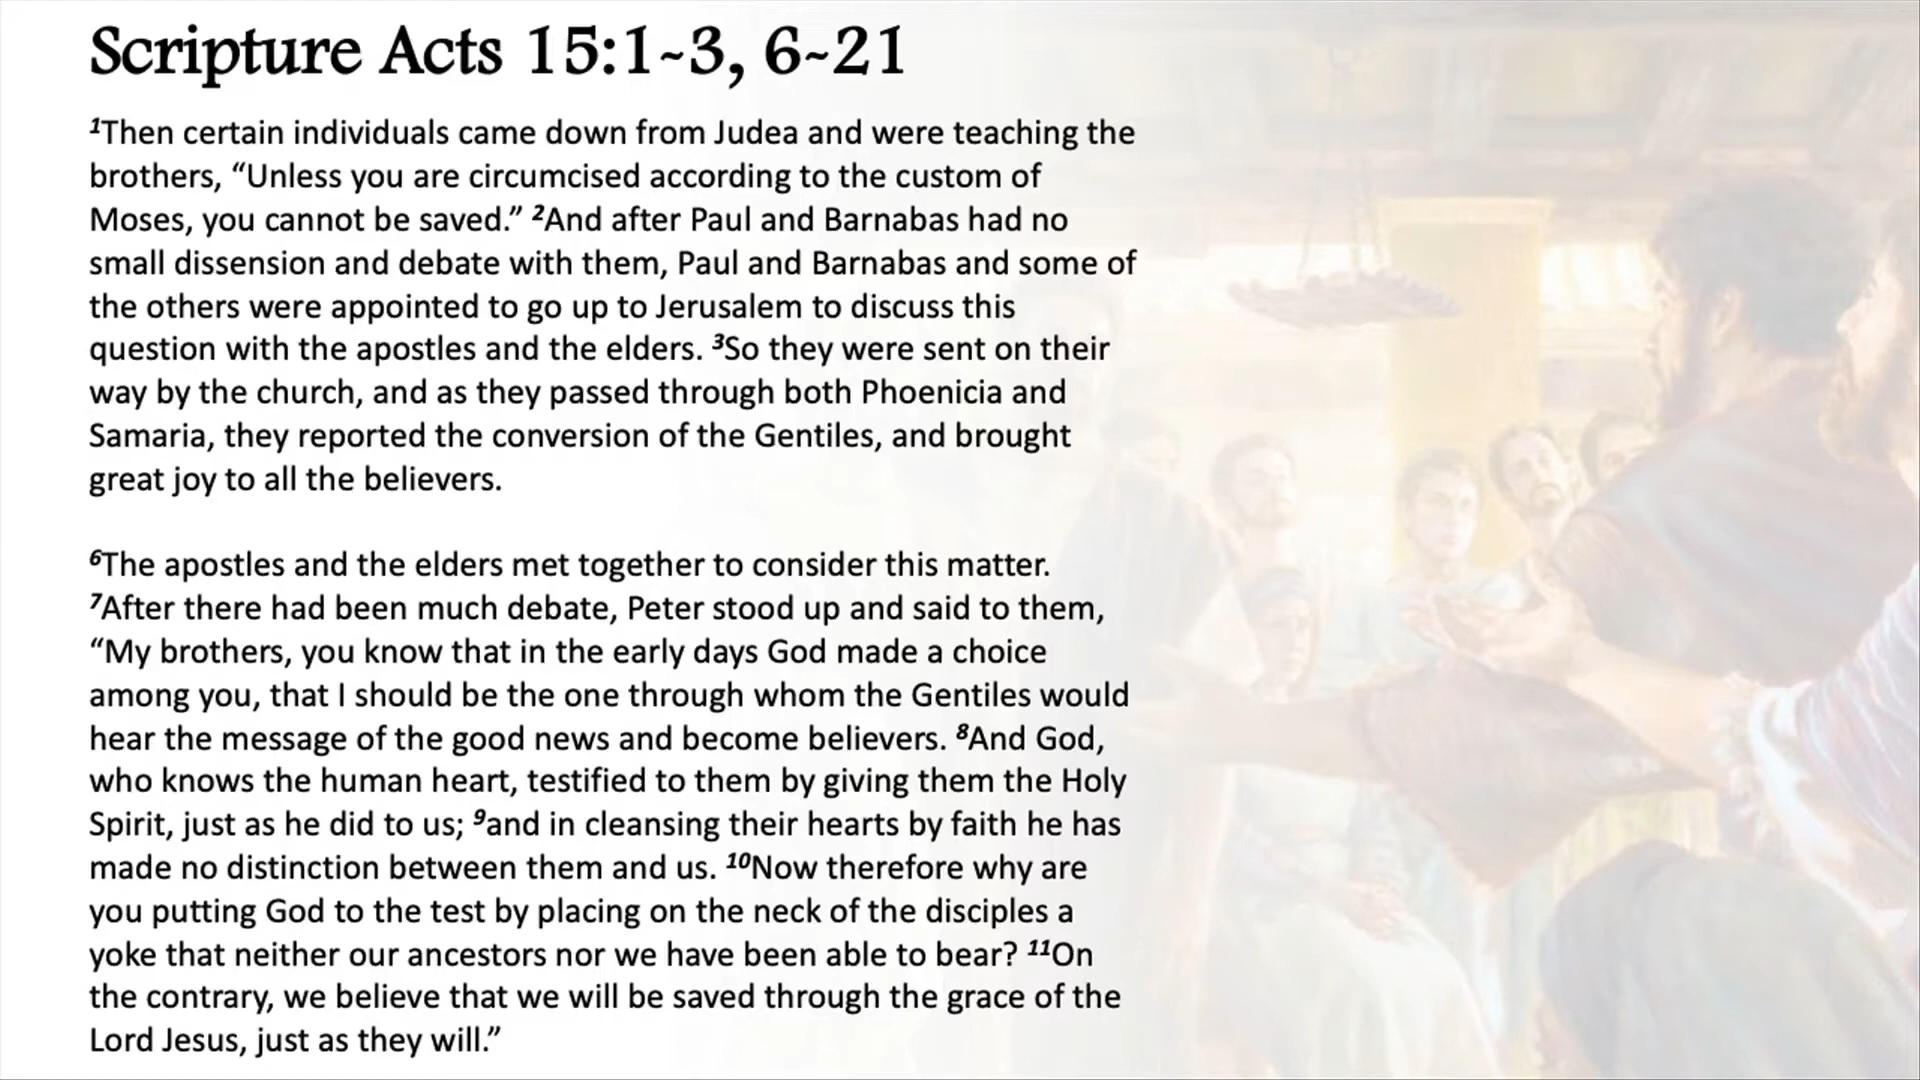 Scripture Acts 15:1~3, 6~21
¹Then certain individuals came down from Judea and were teaching the
brothers, “Unless you are circumcised according to the custom of
Moses, you cannot be saved.” ²And after Paul and Barnabas had no
small dissension and debate with them, Paul and Barnabas and some of
the others were appointed to go up to Jerusalem to discuss this
question with the apostles and the elders. ³So they were sent on their
way by the church, and as they passed through both Phoenicia and
Samaria, they reported the conversion of the Gentiles, and brought
great joy to all the believers.
⁶The apostles and the elders met together to consider this matter.
⁷After there had been much debate, Peter stood up and said to them,
“My brothers, you know that in the early days God made a choice
among you, that I should be the one through whom the Gentiles would
hear the message of the good news and become believers. ⁸And God,
who knows the human heart, testified to them by giving them the Holy
Spirit, just as he did to us; ⁹and in cleansing their hearts by faith he has
made no distinction between them and us. ¹⁰Now therefore why are
you putting God to the test by placing on the neck of the disciples a
yoke that neither our ancestors nor we have been able to bear? ¹¹On
the contrary, we believe that we will be saved through the grace of the
Lord Jesus, just as they will.”